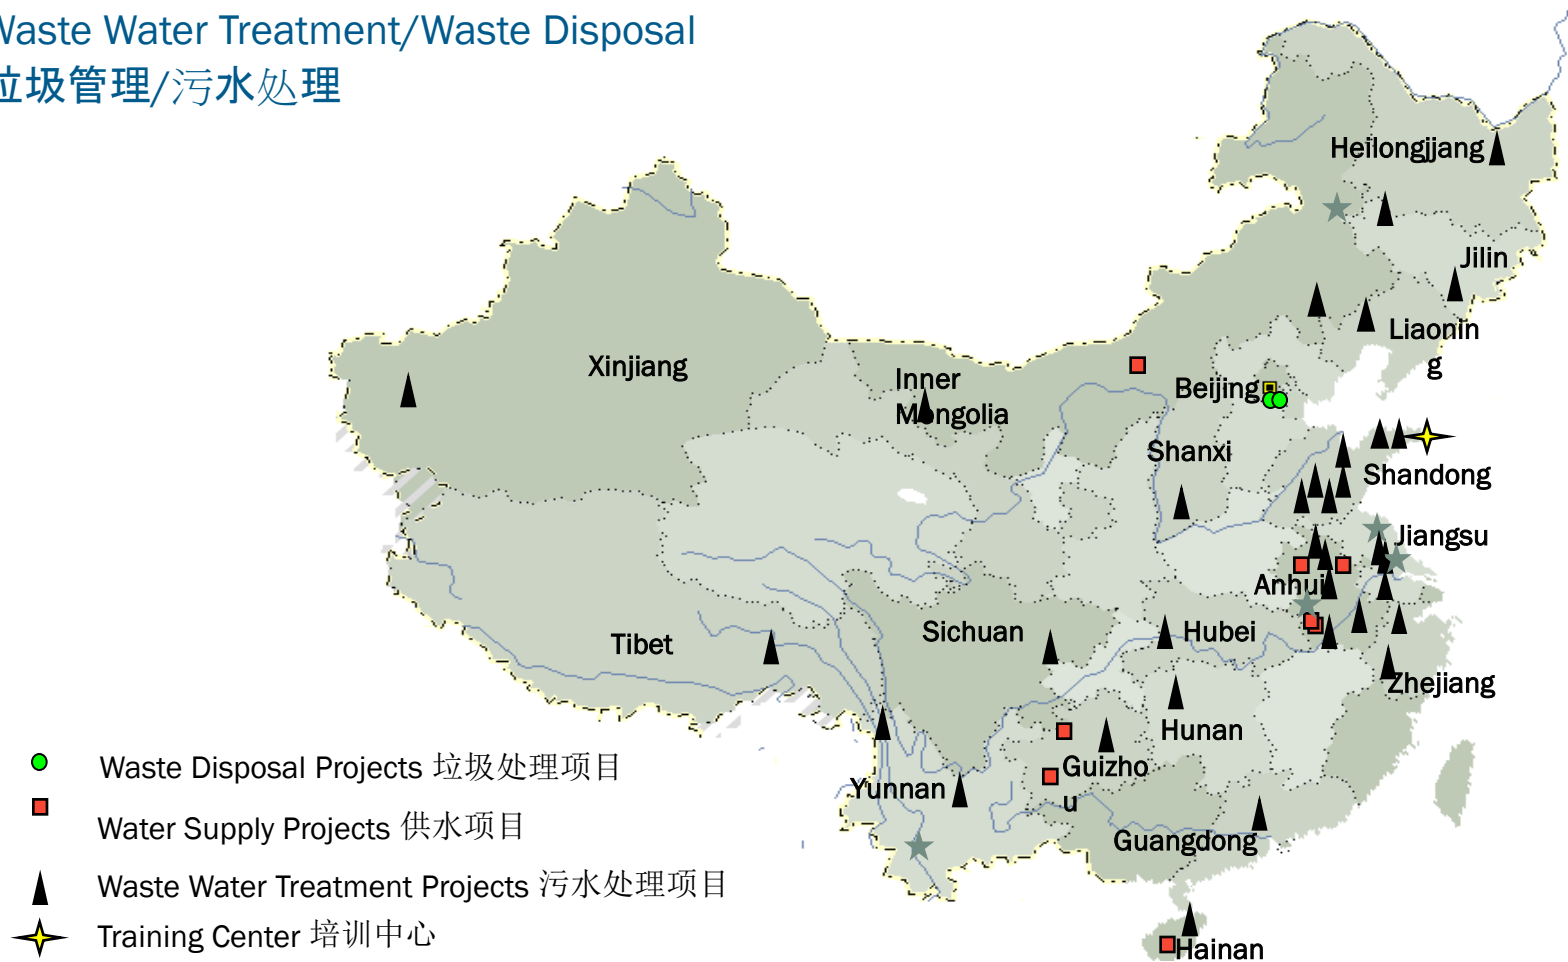 Waste Water Treatment/Waste Disposal
垃圾管理/污水处理
Heilongjjang
Jilin
Liaonin
g
Xinjiang
Inner
Mongolia
Beijing
Shanxi
Shandong
Jiangsu
Anhui
Tibet
Sichuan
Hubei
Zhejiang
Hunan
Guizho
u
Yunnan
Guangdong
Hainan
Waste Disposal Projects 垃圾处理项目
Water Supply Projects 供水项目
Waste Water Treatment Projects 污水处理项目
Training Center 培训中心